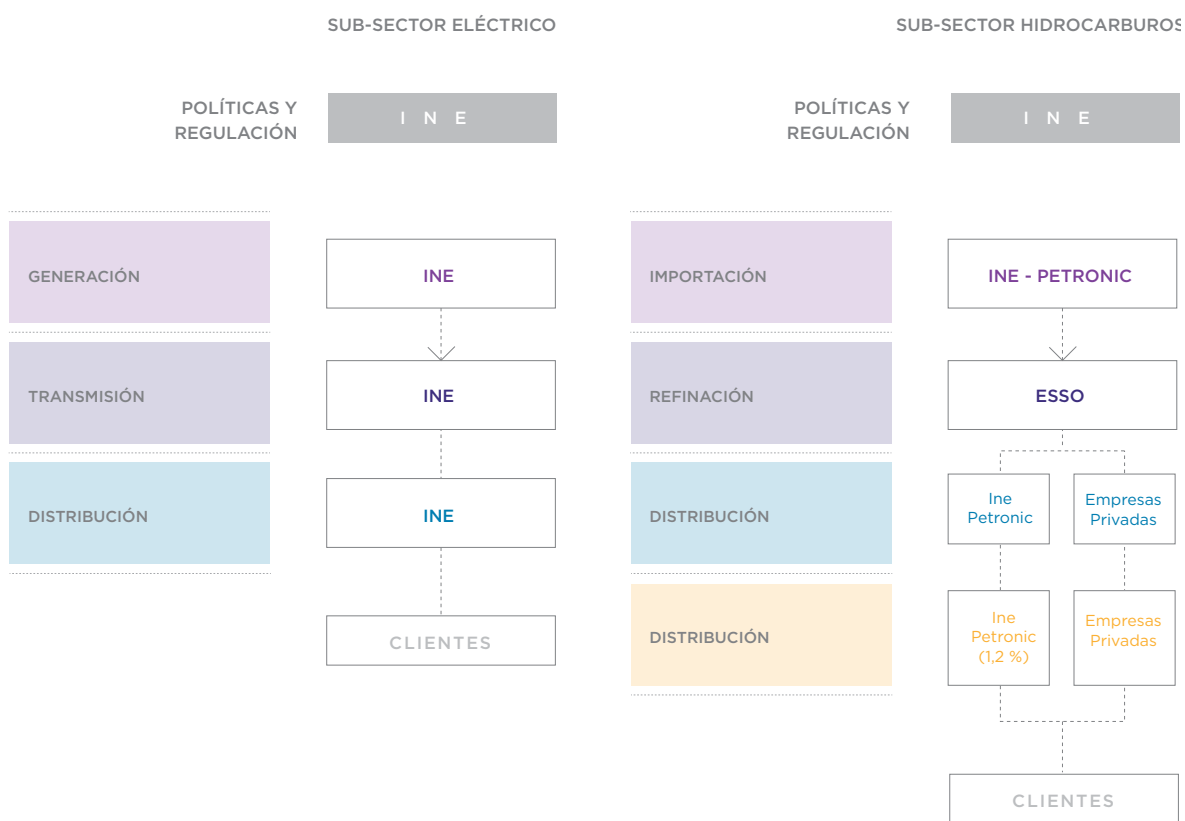 SUB-SECTOR ELÉCTRICO
POLÍTICAS Y
REGULACIÓN
I N E
GENERACIÓN
INE
TRANSMISIÓN
INE
DISTRIBUCIÓN
INE
CLIENTES
SUB-SECTOR HIDROCARBUROS
POLÍTICAS Y
REGULACIÓN
I N E
IMPORTACIÓN
INE - PETRONIC
REFINACIÓN
ESSO
DISTRIBUCIÓN
Ine
Petronic
Empresas
Privadas
DISTRIBUCIÓN
Ine
Petronic
(1,2 %)
Empresas
Privadas
CLIENTES